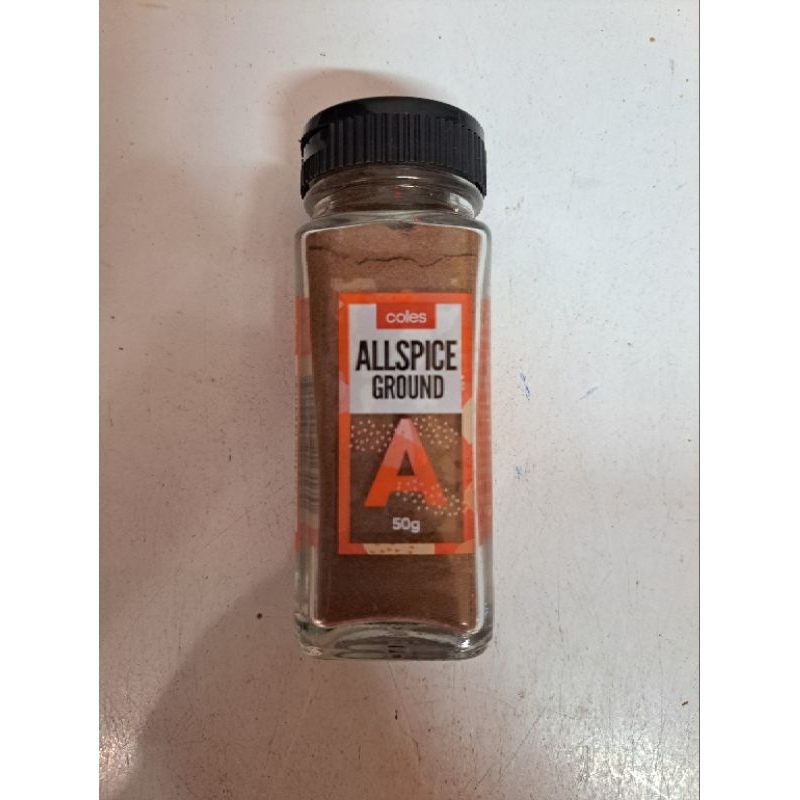 coles
ALLSPICE
GROUND
A
50g